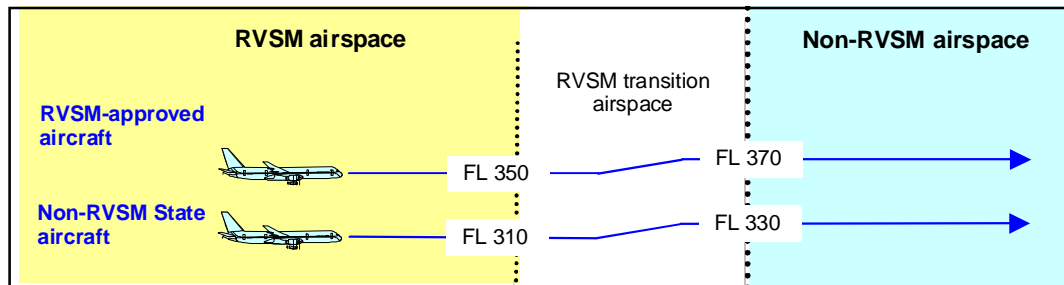 RVSM airspace
Non-RVSM airspace
RVSM transition
airspace
RVSM-approved
aircraft
FL 350
FL 370
Non-RVSM State
aircraft
FL 310
FL 330